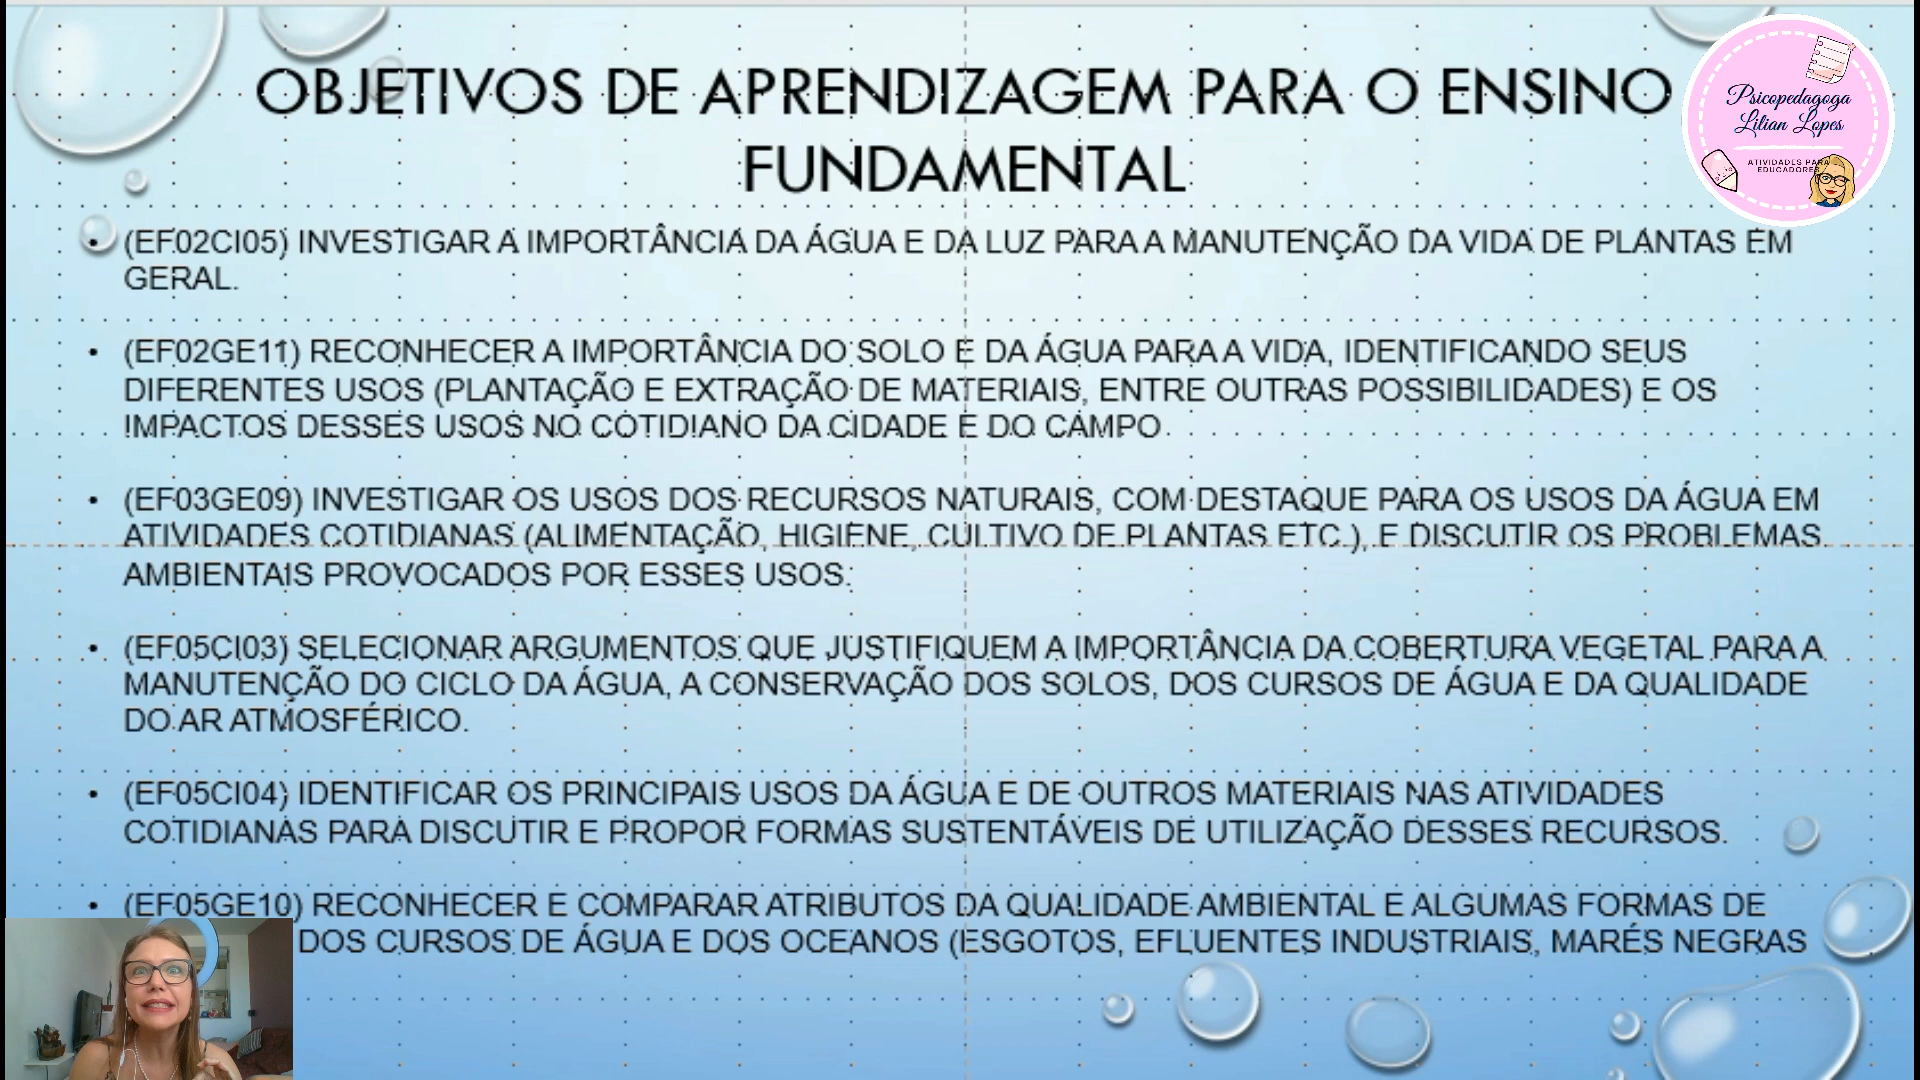 OBJETIVOS DE APRENDIZAGEM PARA O ENSINO
FUNDAMENTAL
Psicopedagoga
Lilian Lopes
ATIVIDADES PARA
EDUCADORES
• (EF02CI05) INVESTIGAR A IMPORTÂNCIA DA ÁGUA E DA LUZ PARA A MANUTENÇÃO DA VIDA DE PLANTAS EM
GERAL.
• (EF02GE11) RECONHECER A IMPORTÂNCIA DO SOLO E DA ÁGUA PARA A VIDA, IDENTIFICANDO SEUS
DIFERENTES USOS (PLANTAÇÃO E EXTRAÇÃO DE MATERIAIS, ENTRE OUTRAS POSSIBILIDADES) E OS
IMPACTOS DESSES USOS NO COTIDIANO DA CIDADE E DO CAMPO
• (EF03GE09) INVESTIGAR OS USOS DOS RECURSOS NATURAIS, COM DESTAQUE PARA OS USOS DA ÁGUA EM
ATIVIDADES COTIDIANAS (ALIMENTAÇÃO, HIGIENE, CULTIVO DE PLANTAS ETC.), E DISCUTIR OS PROBLEMAS
AMBIENTAIS PROVOCADOS POR ESSES USOS.
• (EF05CI03) SELECIONAR ARGUMENTOS QUE JUSTIFIQUEM A IMPORTÂNCIA DA COBERTURA VEGETAL PARA A
MANUTENÇÃO DO CICLO DA ÁGUA, A CONSERVAÇÃO DOS SOLOS, DOS CURSOS DE ÁGUA E DA QUALIDADE
DO AR ATMOSFÉRICO.
• (EF05CI04) IDENTIFICAR OS PRINCIPAIS USOS DA ÁGUA E DE OUTROS MATERIAIS NAS ATIVIDADES
COTIDIANAS PARA DISCUTIR E PROPOR FORMAS SUSTENTÁVEIS DE UTILIZAÇÃO DESSES RECURSOS.
• (EF05GE10) RECONHECER E COMPARAR ATRIBUTOS DA QUALIDADE AMBIENTAL E ALGUMAS FORMAS DE
DOS CURSOS DE ÁGUA E DOS OCEANOS (ESGOTOS, EFLUENTES INDUSTRIAIS, MARÉS NEGRAS